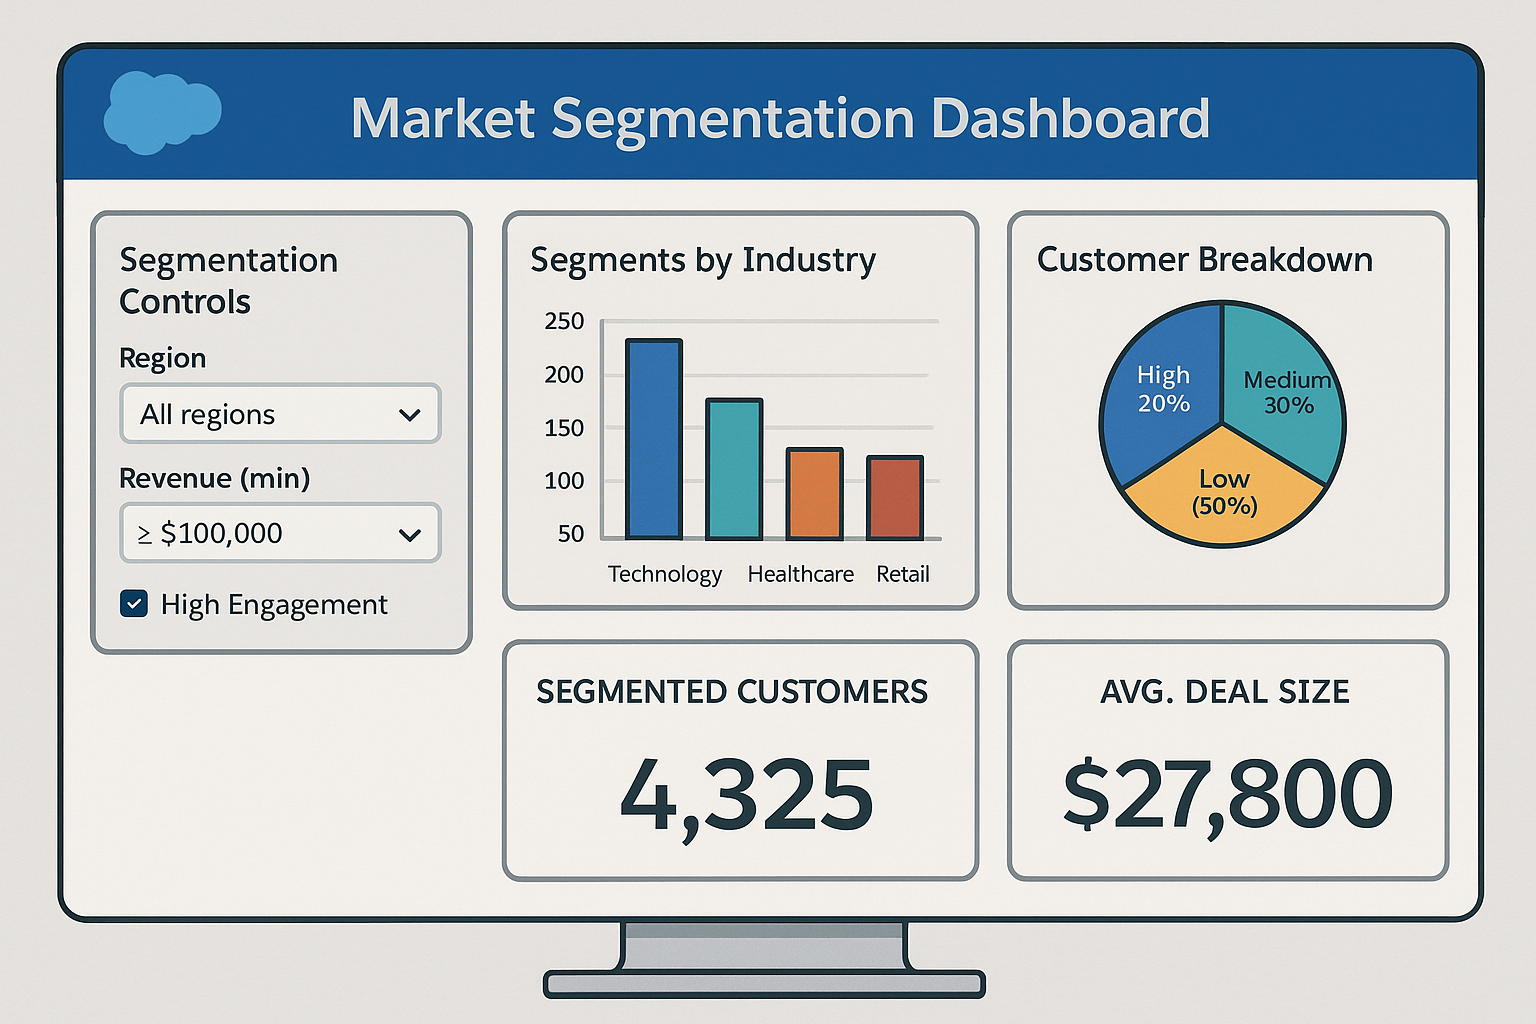 Market Segmentation Dashboard
Segmentation
Controls
Region
All regions
Revenue (min)
≥ $100,000
High Engagement
Segments by Industry
250
200
150
100
50
Technology Healthcare Retail
Customer Breakdown
High
20%
Medium
30%
Low
(50%)
SEGMENTED CUSTOMERS
4,325
AVG. DEAL SIZE
$27,800